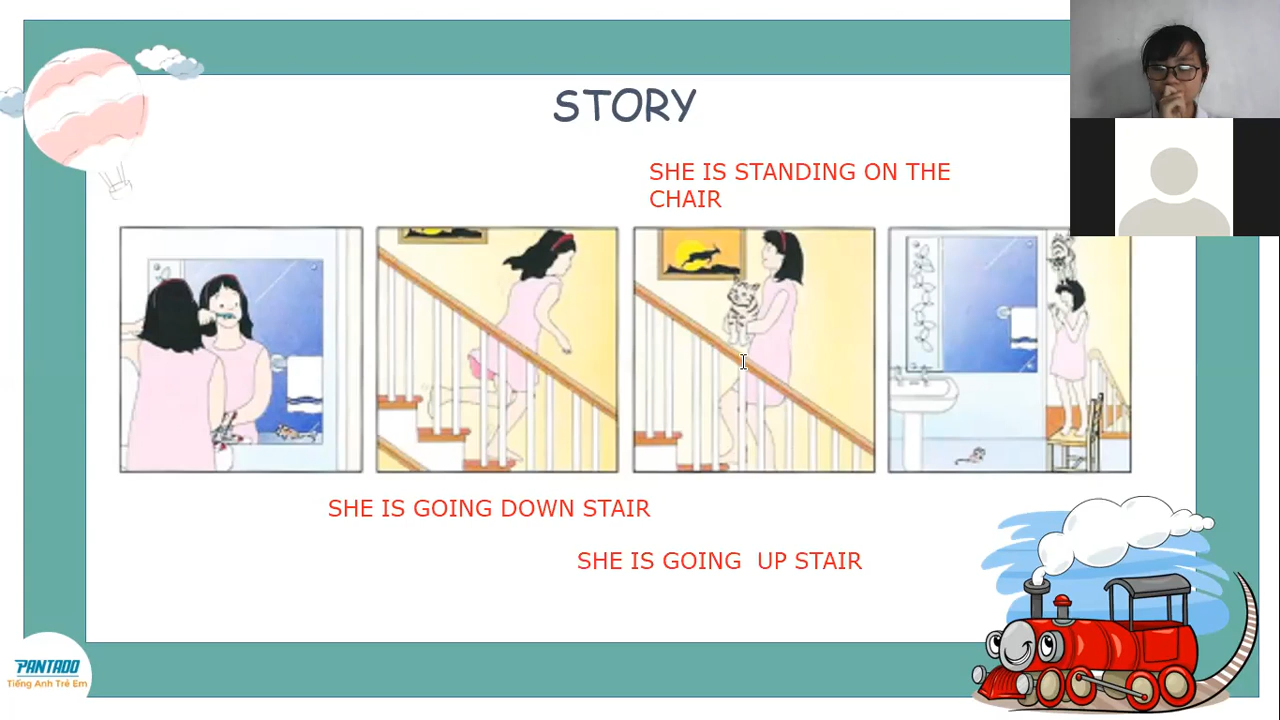 STORY
SHE IS STANDING ON THE
CHAIR
SHE IS GOING DOWN STAIR
SHE IS GOING UP STAIR
PANTADO
Tiếng Anh Trẻ Em